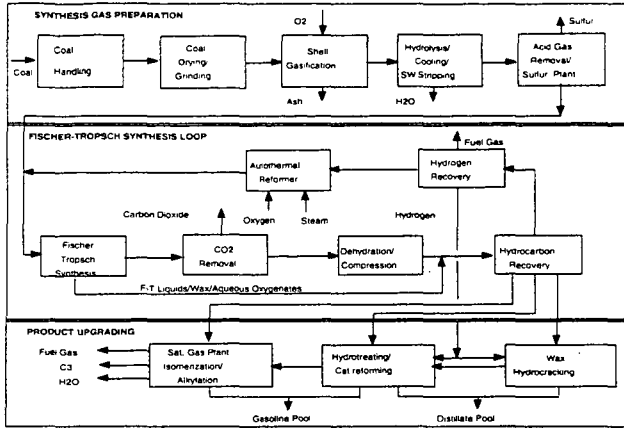 SYNTHESIS GAS PREPARATION
O2
Sulfur
Coal
Handling
Coal
Drying/
Grinding
Shell
Gasification
Hydrolysis/
Cooling/
SW Stripping
Acid Gas
Removal/
Sulfur Plant
Coal
Ash
H2O
FISCHER-TROPSCH SYNTHESIS LOOP
Fuel Gas
Autothermal
Reformer
Hydrogen
Recovery
Carbon Dioxide
Oxygen
Steam
Hydrogen
Fischer
Tropsch
Synthesis
CO2
Removal
Dehydration/
Compression
Hydrocarbon
Recovery
F-T Liquids/Wax/Aqueous Oxygenates
PRODUCT UPGRADING
Fuel Gas
C3
H2O
Sat. Gas Plant
Isomerization/
Alkylation
Hydrotreating/
Cat reforming
Wax
Hydrocracking
Gasoline Pool
Distillate Pool